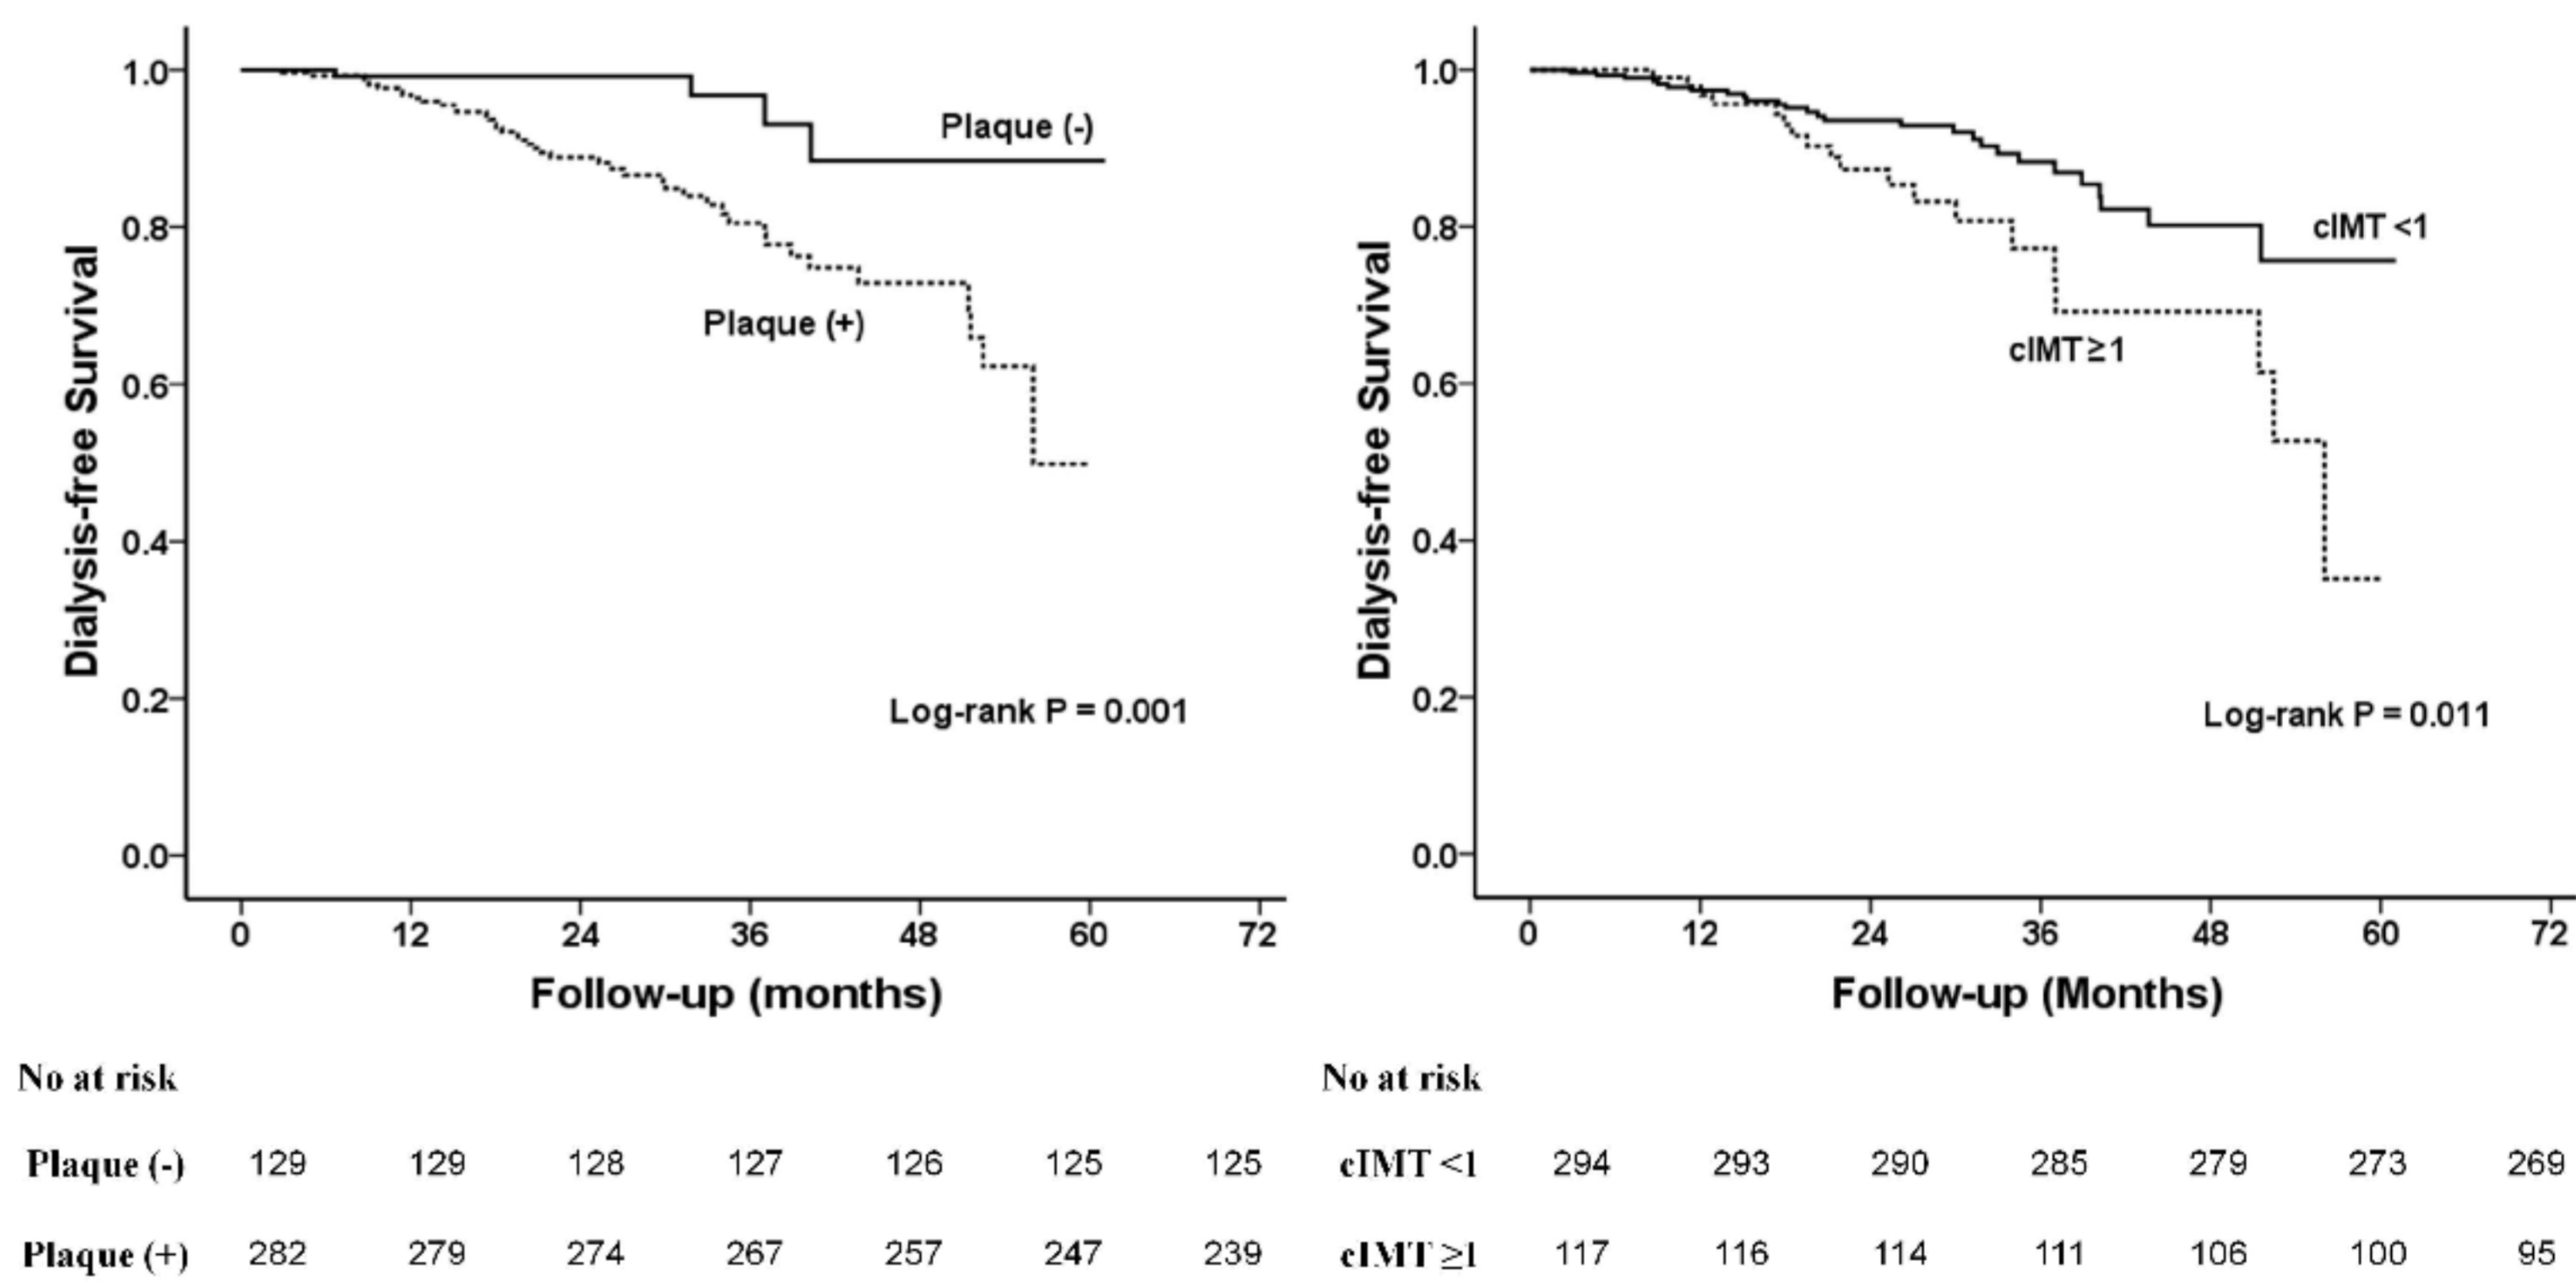 1.0
0.8
0.6
0.4
0.2
0.0
Dialysis-free Survival
Plaque (-)
Plaque (+)
Log-rank P = 0.001
0 12 24 36 48 60 72
Follow-up (months)
No at risk
Plaque (-) 129 129 128 127 126 125 125
Plaque (+) 282 279 274 267 257 247 239
1.0
0.8
0.6
0.4
0.2
0.0
Dialysis-free Survival
cIMT <1
cIMT≥1
Log-rank P = 0.011
0 12 24 36 48 60 72
Follow-up (Months)
No at risk
cIMT <1 294 293 290 285 279 273 269
cIMT ≥1 117 116 114 111 106 100 95